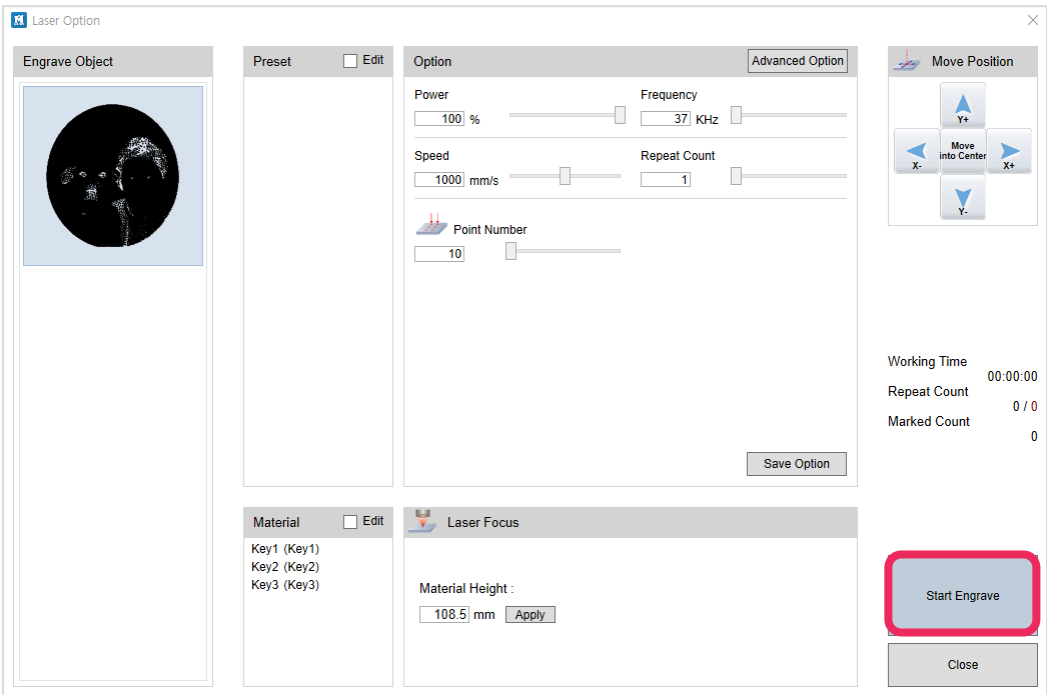 Laser Option
Engrave Object
Preset
Edit
Option
Advanced Option
Power
100 %
Frequency
37 KHz
Speed
1000 mm/s
Repeat Count
1
Point Number
10
Save Option
Material
Edit
Key1 (Key1)
Key2 (Key2)
Key3 (Key3)
Laser Focus
Material Height :
108.5 mm Apply
Move Position
Y+
X-
Move
into Center
X+
Y-
Working Time
00:00:00
Repeat Count
0 / 0
Marked Count
0
Start Engrave
Close